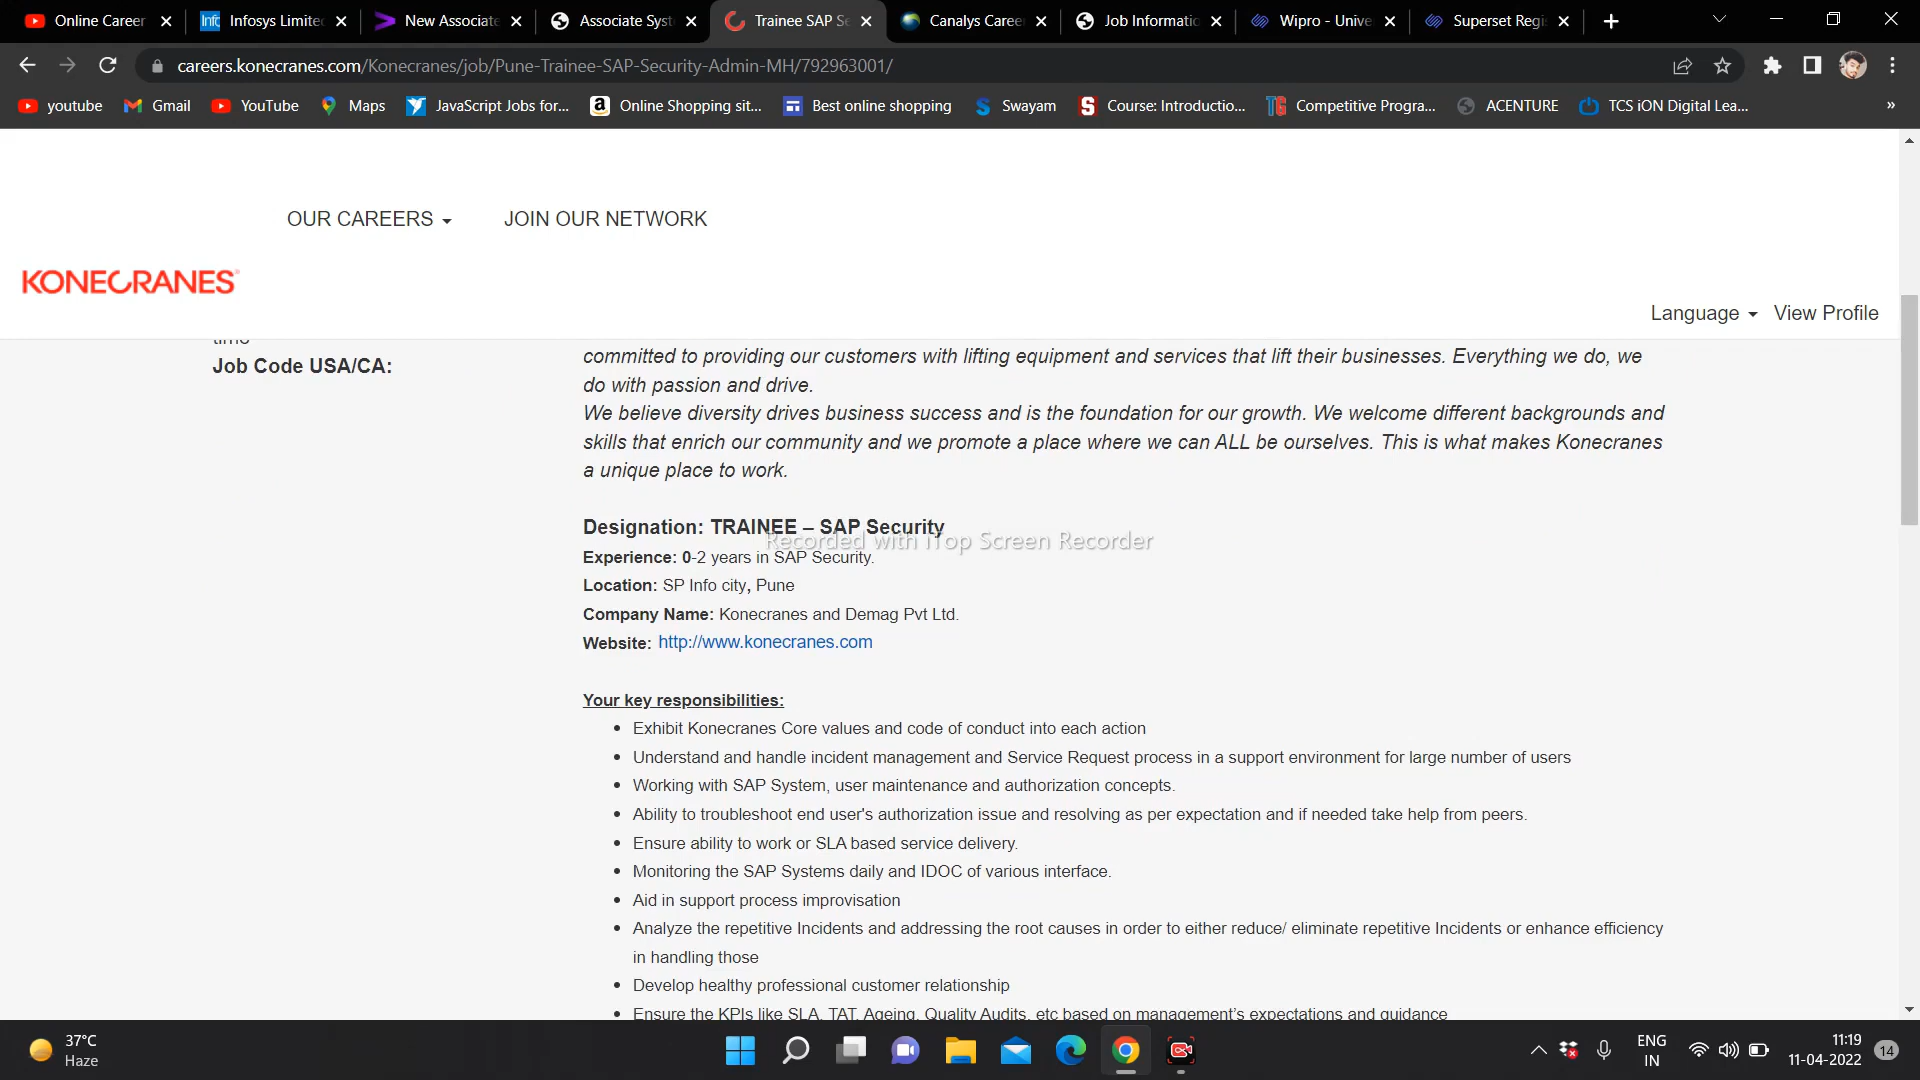 Online Career
Infosys Limite
New Associate
Associate Syst
Trainee SAP Se
Canalys Caree
Job Informatio
Wipro - Unive
Superset Regi
careers.konecranes.com/Konecranes/job/Pune-Trainee-SAP-Security-Admin-MH/792963001/
youtube
Gmail
YouTube
Maps
JavaScript Jobs for...
Online Shopping sit...
Best online shopping
Swayam
Course: Introductio...
Competitive Progra...
ACENTURE
TCS iON Digital Lea...
»
OUR CAREERS
JOIN OUR NETWORK
KONECRANES
Language
View Profile
time
Job Code USA/CA:
committed to providing our customers with lifting equipment and services that lift their businesses. Everything we do, we
do with passion and drive.
We believe diversity drives business success and is the foundation for our growth. We welcome different backgrounds and
skills that enrich our community and we promote a place where we can ALL be ourselves. This is what makes Konecranes
a unique place to work.
Designation: TRAINEE – SAP Security
Recorded with iTop Screen Recorder
Experience: 0-2 years in SAP Security.
Location: SP Info city, Pune
Company Name: Konecranes and Demag Pvt Ltd.
Website: http://www.konecranes.com
Your key responsibilities:
Exhibit Konecranes Core values and code of conduct into each action
Understand and handle incident management and Service Request process in a support environment for large number of users
Working with SAP System, user maintenance and authorization concepts.
Ability to troubleshoot end user's authorization issue and resolving as per expectation and if needed take help from peers.
Ensure ability to work or SLA based service delivery.
Monitoring the SAP Systems daily and IDOC of various interface.
Aid in support process improvisation
Analyze the repetitive Incidents and addressing the root causes in order to either reduce/ eliminate repetitive Incidents or enhance efficiency
in handling those
Develop healthy professional customer relationship
Ensure the KPIs like SLA, TAT, Ageing, Quality Audits, etc based on management's expectations and guidance
37°C
Haze
ENG
IN
11:19
11-04-2022
14